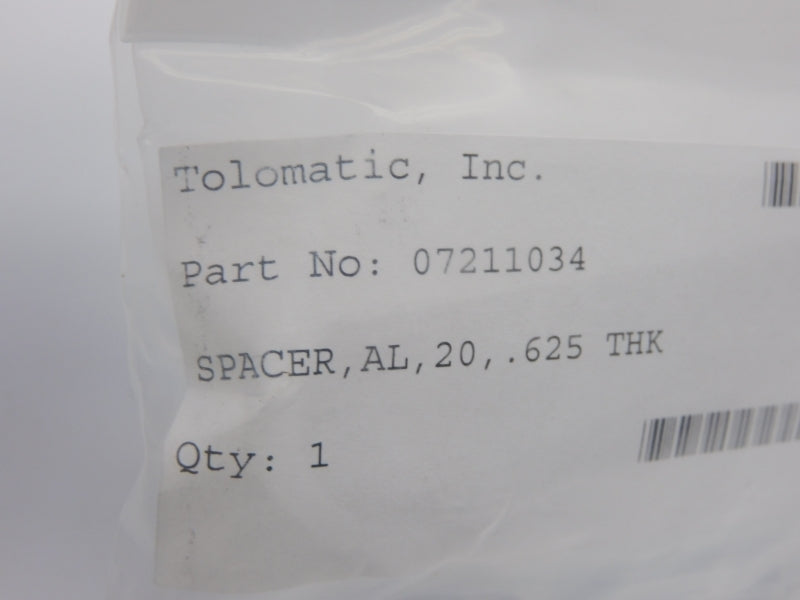 Tolomatic, Inc.
Part No: 07211034
SPACER,AL,20,.625 THK
Qty: 1